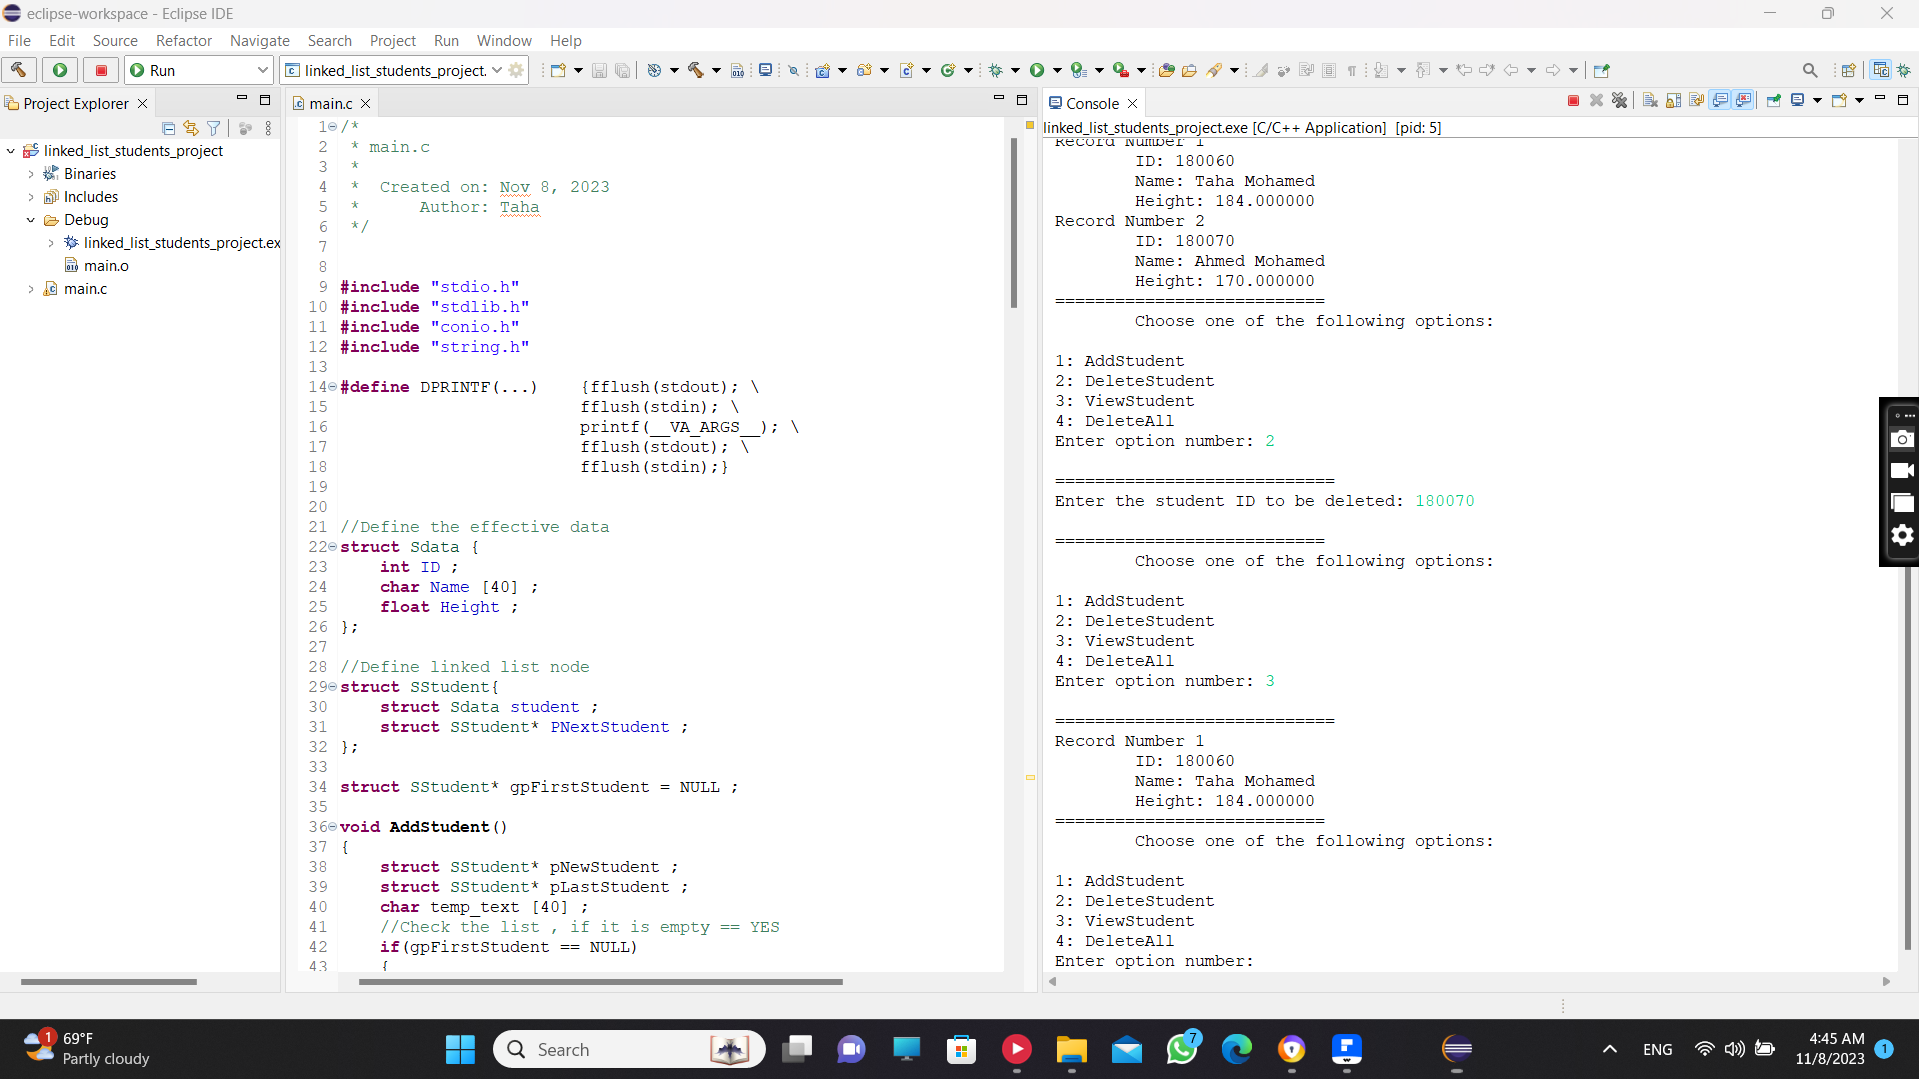 eclipse-workspace - Eclipse IDE
File Edit Source Refactor Navigate Search Project Run Window Help
Run
linked_list_students_project.
Project Explorer
linked_list_students_project
Binaries
Includes
Debug
linked_list_students_project.ex
main.o
main.c
main.c
1 /*
2  * main.c
3  *
4  *  Created on: Nov 8, 2023
5  *      Author: Taha
6  */
7
8
9 #include "stdio.h"
10 #include "stdlib.h"
11 #include "conio.h"
12 #include "string.h"
13
14 #define DPRINTF(...)    {fflush(stdout); \
15                         fflush(stdin); \
16                         printf(__VA_ARGS__); \
17                         fflush(stdout); \
18                         fflush(stdin);}
19
20
21 //Define the effective data
22 struct Sdata {
23     int ID ;
24     char Name [40] ;
25     float Height ;
26 };
27
28 //Define linked list node
29 struct SStudent{
30     struct Sdata student ;
31     struct SStudent* PNextStudent ;
32 };
33
34 struct SStudent* gpFirstStudent = NULL ;
35
36 void AddStudent()
37 {
38     struct SStudent* pNewStudent ;
39     struct SStudent* pLastStudent ;
40     char temp_text [40] ;
41     //Check the list , if it is empty == YES
42     if(gpFirstStudent == NULL)
43     {
Console
linked_list_students_project.exe [C/C++ Application] [pid: 5]
Record Number 1
        ID: 180060
        Name: Taha Mohamed
        Height: 184.000000
Record Number 2
        ID: 180070
        Name: Ahmed Mohamed
        Height: 170.000000
===========================
        Choose one of the following options:
1: AddStudent
2: DeleteStudent
3: ViewStudent
4: DeleteAll
Enter option number: 2
============================
Enter the student ID to be deleted: 180070
===========================
        Choose one of the following options:
1: AddStudent
2: DeleteStudent
3: ViewStudent
4: DeleteAll
Enter option number: 3
============================
Record Number 1
        ID: 180060
        Name: Taha Mohamed
        Height: 184.000000
===========================
        Choose one of the following options:
1: AddStudent
2: DeleteStudent
3: ViewStudent
4: DeleteAll
Enter option number:
1
69°F
Partly cloudy
Search
7
ENG
4:45 AM
11/8/2023
1